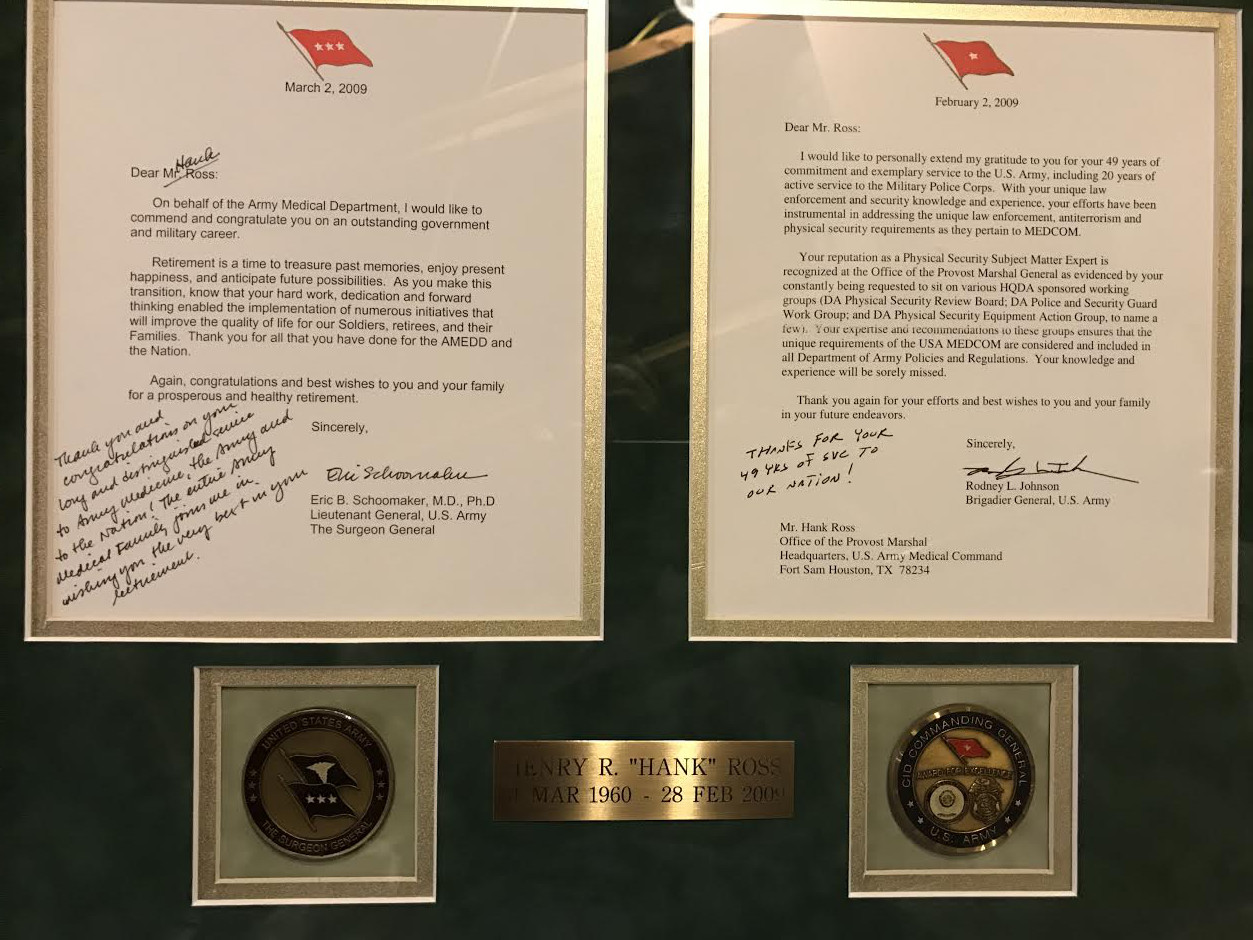 March 2, 2009
Hank
Dear Mr. Ross:
On behalf of the Army Medical Department, I would like to
commend and congratulate you on an outstanding government
and military career.
Retirement is a time to treasure past memories, enjoy present
happiness, and anticipate future possibilities. As you make this
transition, know that your hard work, dedication and forward
thinking enabled the implementation of numerous initiatives that
will improve the quality of life for our Soldiers, retirees, and their
Families. Thank you for all that you have done for the AMEDD and
the Nation.
Again, congratulations and best wishes to you and your family
for a prosperous and healthy retirement.
Sincerely,
Eric Schoomaker
Eric B. Schoomaker, M.D., Ph.D
Lieutenant General, U.S. Army
The Surgeon General
Thank you and
congratulations on your
long and distinguished service
to Army Medicine, the Army and
to the Nation! The entire Army
Medical Family joins me in
wishing you the very best in your
retirement.
February 2, 2009
Dear Mr. Ross:
I would like to personally extend my gratitude to you for your 49 years of
commitment and exemplary service to the U.S. Army, including 20 years of
active service to the Military Police Corps. With your unique law
enforcement and security knowledge and experience, your efforts have been
instrumental in addressing the unique law enforcement, antiterrorism and
physical security requirements as they pertain to MEDCOM.
Your reputation as a Physical Security Subject Matter Expert is
recognized at the Office of the Provost Marshal General as evidenced by your
constantly being requested to sit on various HQDA sponsored working
groups (DA Physical Security Review Board; DA Police and Security Guard
Work Group; and DA Physical Security Equipment Action Group, to name a
few). Your expertise and recommendations to these groups ensures that the
unique requirements of the USA MEDCOM are considered and included in
all Department of Army Policies and Regulations. Your knowledge and
experience will be sorely missed.
Thank you again for your efforts and best wishes to you and your family
in your future endeavors.
Sincerely,
Rodney L. Johnson
Brigadier General, U.S. Army
THANKS FOR YOUR
49 YRS OF SVC TO
OUR NATION!
Mr. Hank Ross
Office of the Provost Marshal
Headquarters, U.S. Army Medical Command
Fort Sam Houston, TX 78234
UNITED STATES ARMY
THE SURGEON GENERAL
HENRY R. "HANK" ROSS
MAR 1960 - 28 FEB 2009
CID COMMANDING GENERAL
AWARD FOR EXCELLENCE
U.S. ARMY